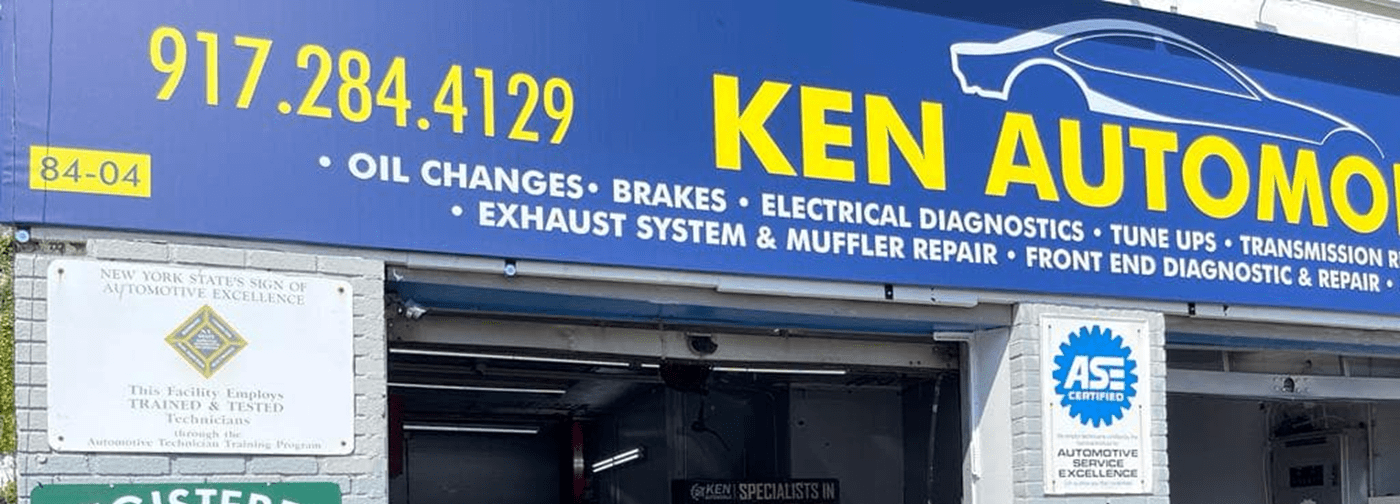 917.284.4129
KEN AUTOMO
84-04
• OIL CHANGES • BRAKES • ELECTRICAL DIAGNOSTICS • TUNE UPS • TRANSMISSION R
• EXHAUST SYSTEM & MUFFLER REPAIR • FRONT END DIAGNOSTIC & REPAIR •
NEW YORK STATE'S SIGN OF
AUTOMOTIVE EXCELLENCE
This Facility Employs
TRAINED & TESTED
Technicians
through the
Automotive Technician Training Program
ASE
CERTIFIED
AUTOMOTIVE
SERVICE
EXCELLENCE
KEN
SPECIALISTS IN
GISTERE